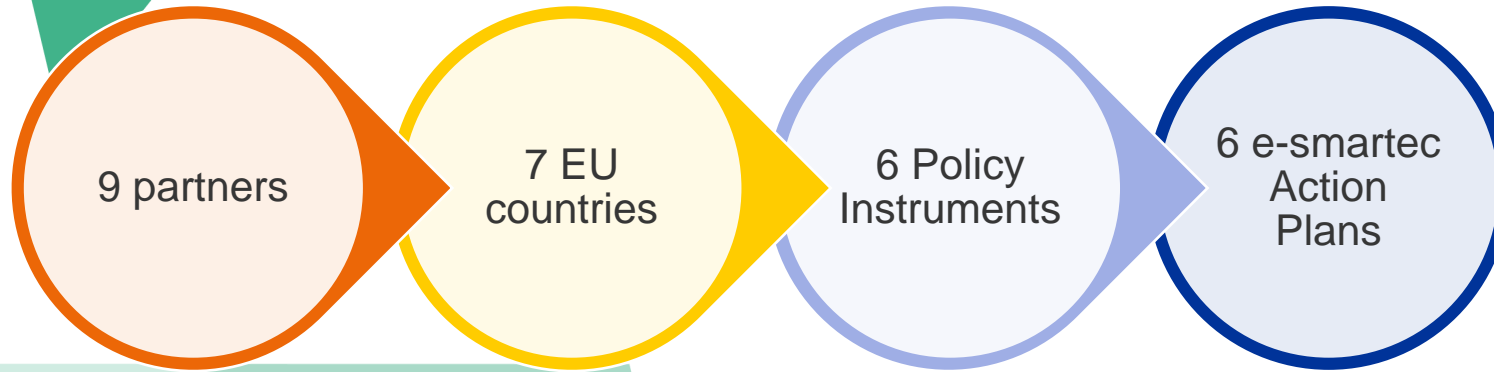 9 partners
7 EU
countries
6 Policy
Instruments
6 e-smartec
Action
Plans